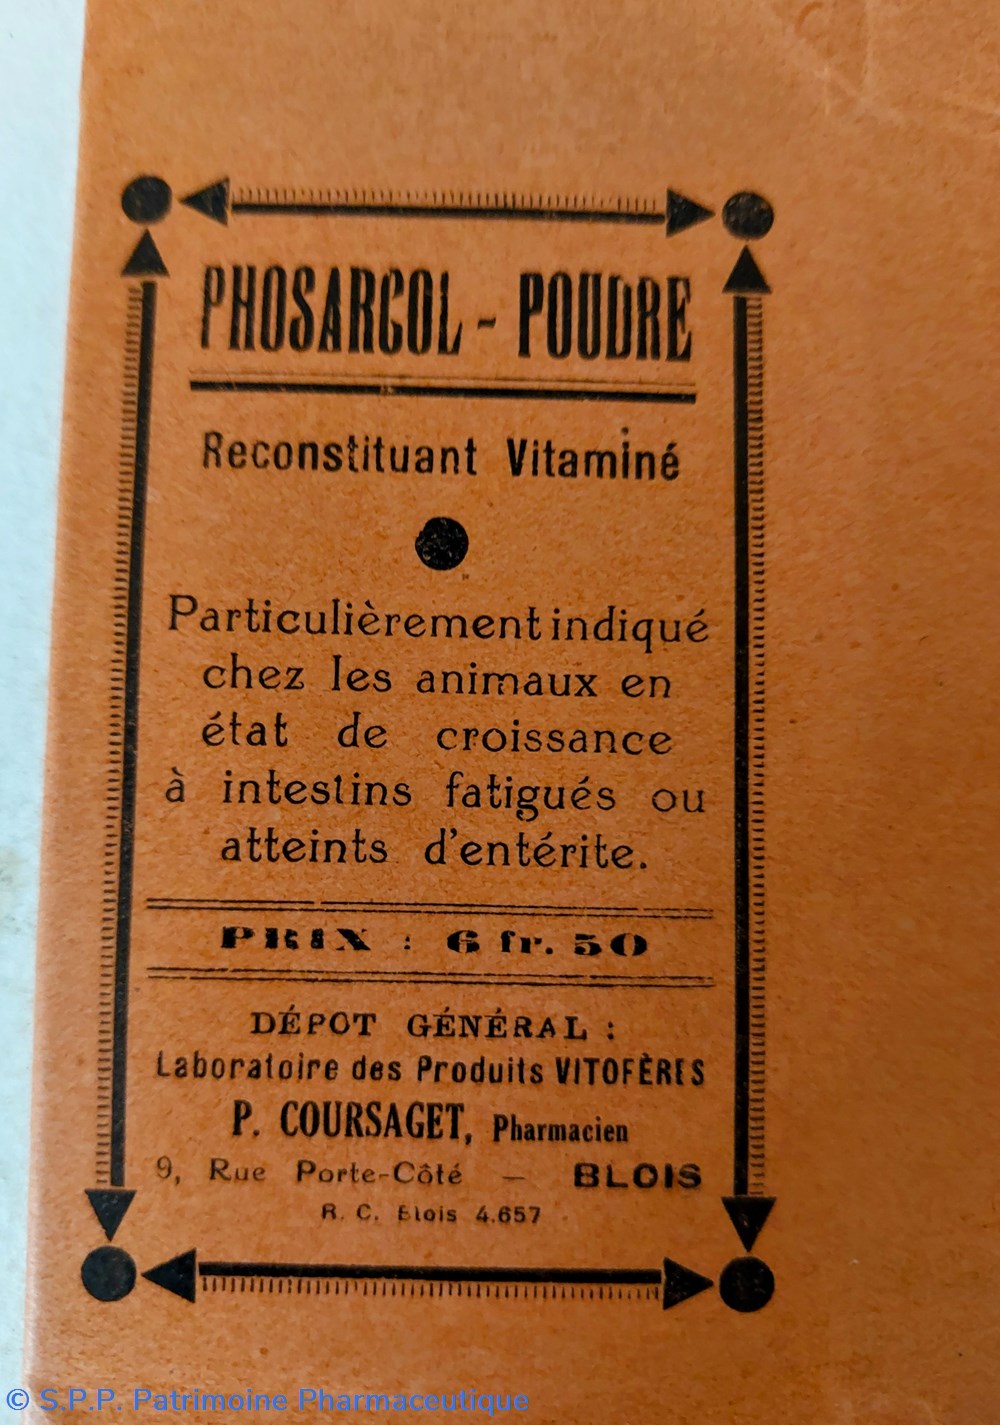 PHOSARCOL - POUDRE
Reconstituant Vitaminé
Particulièrement indiqué
chez les animaux en
état de croissance
à intestins fatigués ou
atteints d'entérite.
PRIX : 6 fr. 50
DÉPOT GÉNÉRAL :
Laboratoire des Produits VITOFÈRES
P. COURSAGET, Pharmacien
9, Rue Porte-Côté — BLOIS
R. C. Blois 4.657
© S.P.P. Patrimoine Pharmaceutique